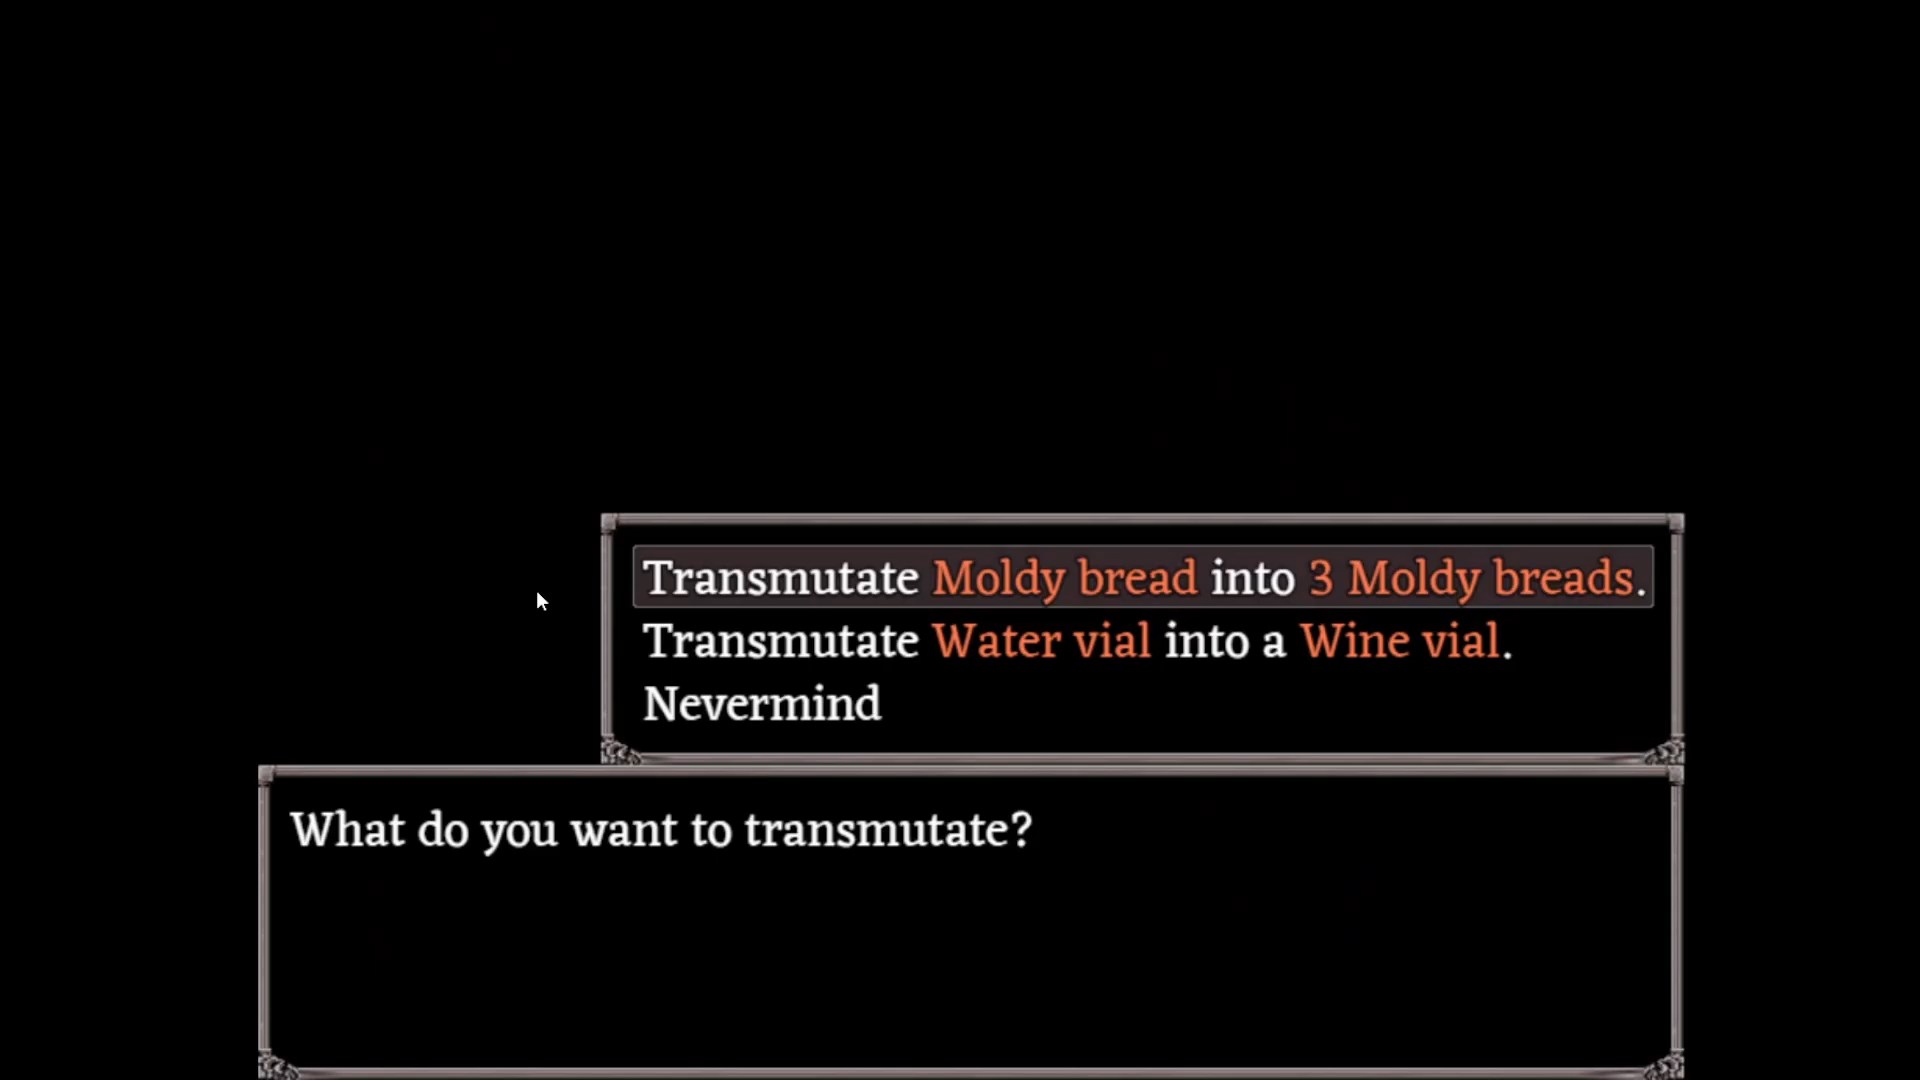 Transmutate Moldy bread into 3 Moldy breads.
Transmutate Water vial into a Wine vial.
Nevermind
What do you want to transmutate?